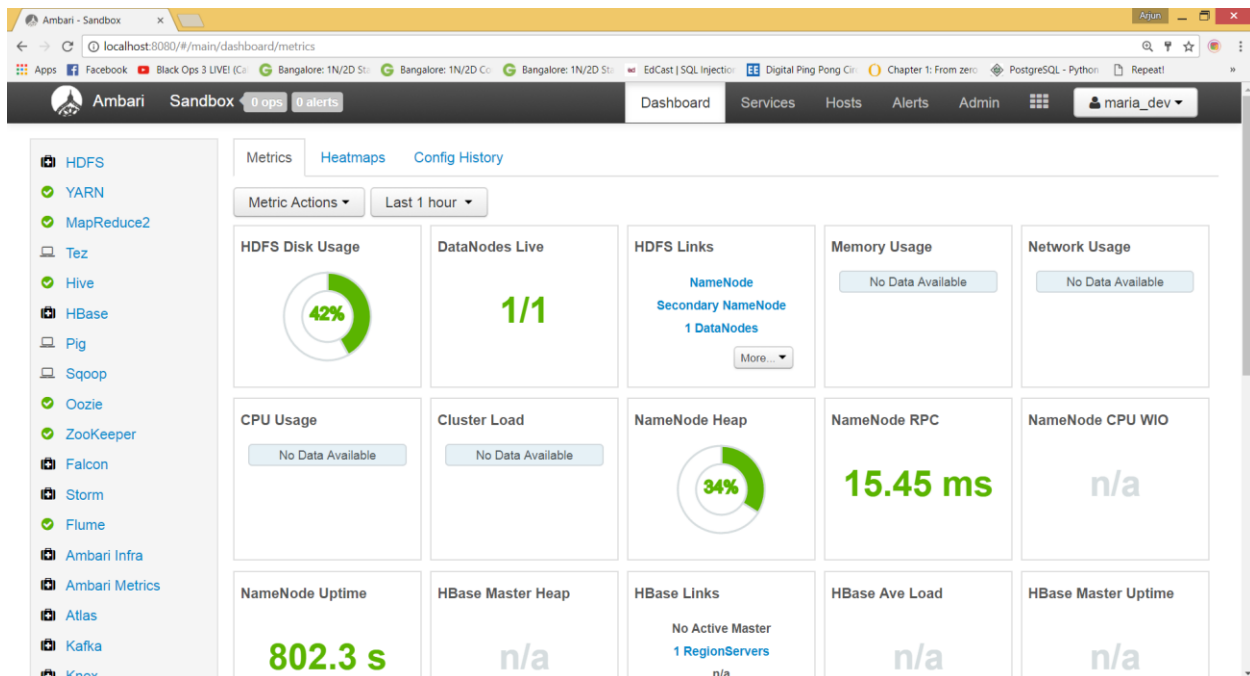 Ambari - Sandbox
Arjun
localhost:8080/#/main/dashboard/metrics
Apps Facebook Black Ops 3 LIVE! (Ca Bangalore: 1N/2D Sta Bangalore: 1N/2D Co Bangalore: 1N/2D Sta EdCast | SQL Injection Digital Ping Pong Circ Chapter 1: From zero PostgreSQL - Python Repeat! »
Ambari Sandbox 0 ops 0 alerts Dashboard Services Hosts Alerts Admin maria_dev
HDFS
YARN
MapReduce2
Tez
Hive
HBase
Pig
Sqoop
Oozie
ZooKeeper
Falcon
Storm
Flume
Ambari Infra
Ambari Metrics
Atlas
Kafka
Knox
Metrics Heatmaps Config History
Metric Actions Last 1 hour
HDFS Disk Usage
42%
DataNodes Live
1/1
HDFS Links
NameNode
Secondary NameNode
1 DataNodes
More...
Memory Usage
No Data Available
Network Usage
No Data Available
CPU Usage
No Data Available
Cluster Load
No Data Available
NameNode Heap
34%
NameNode RPC
15.45 ms
NameNode CPU WIO
n/a
NameNode Uptime
802.3 s
HBase Master Heap
n/a
HBase Links
No Active Master
1 RegionServers
n/a
HBase Ave Load
n/a
HBase Master Uptime
n/a